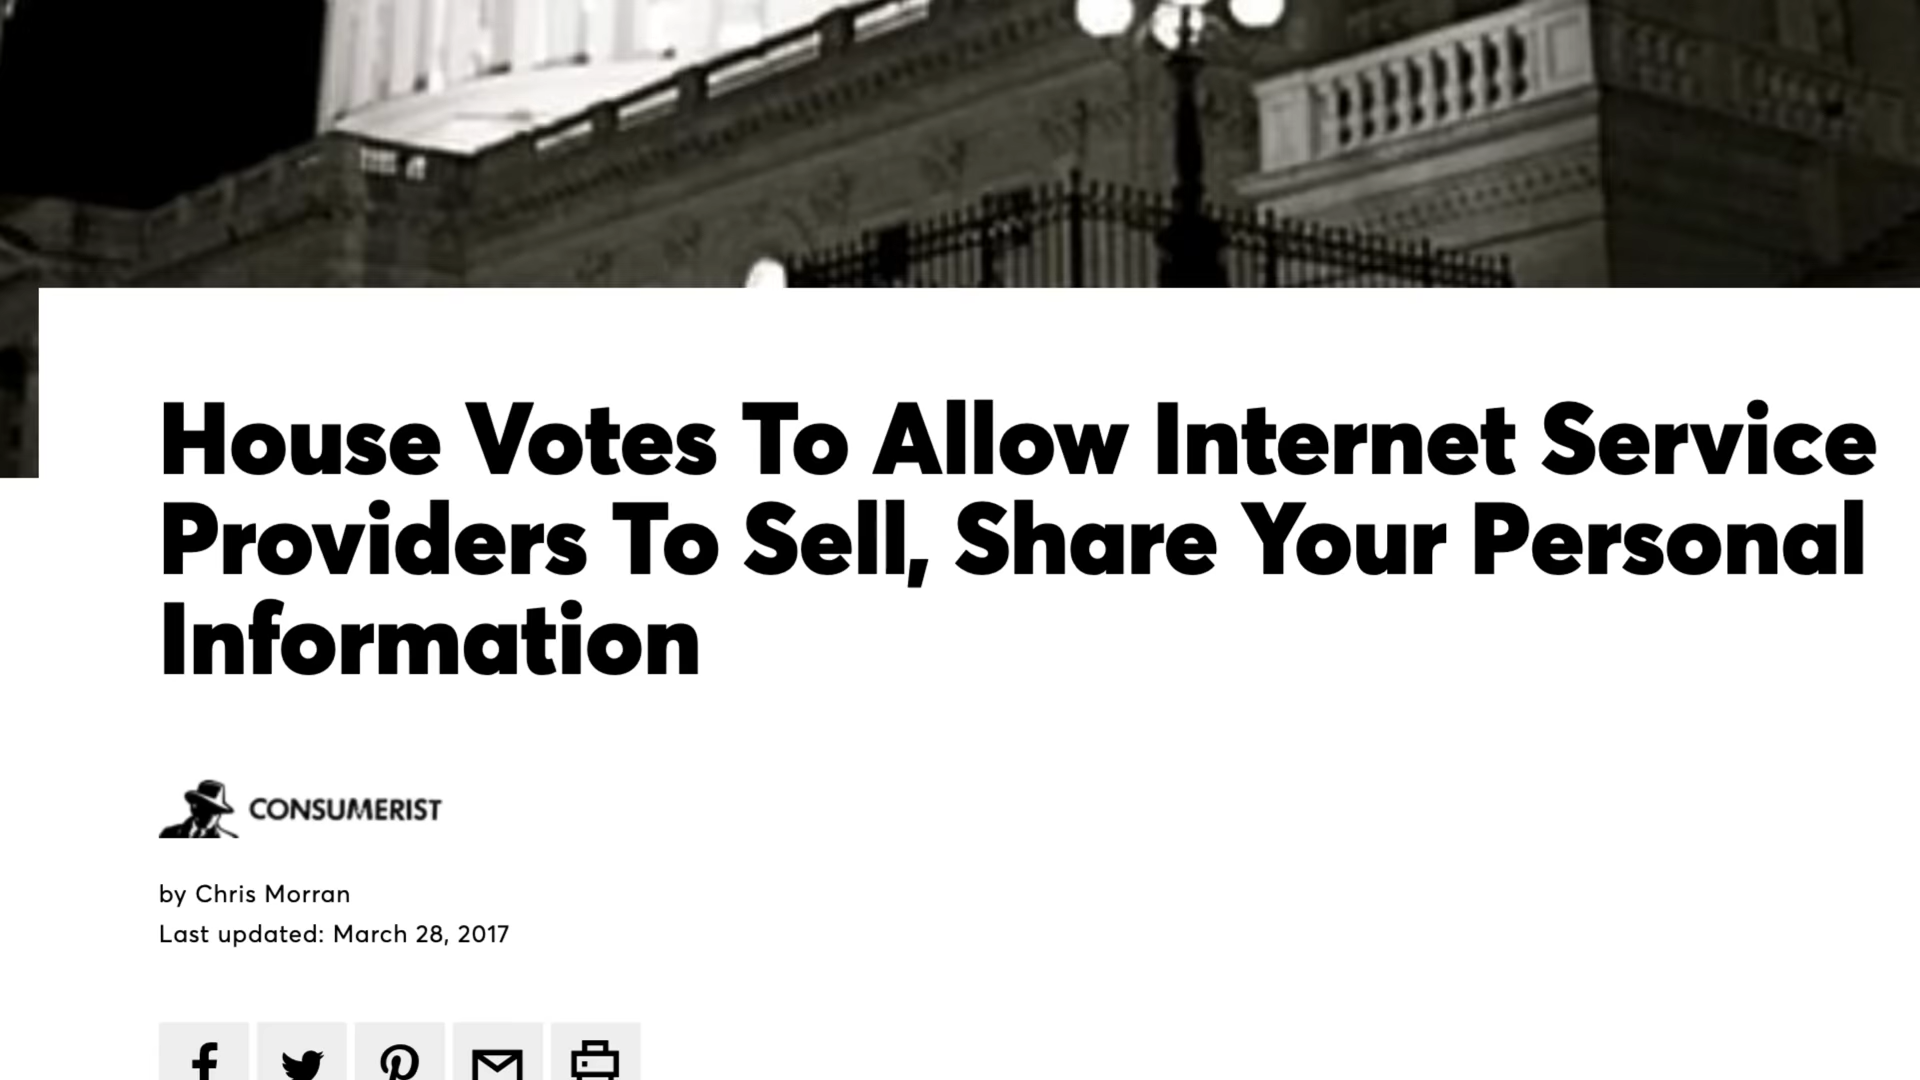 House Votes To Allow Internet Service
Providers To Sell, Share Your Personal
Information
CONSUMERIST
by Chris Morran
Last updated: March 28, 2017